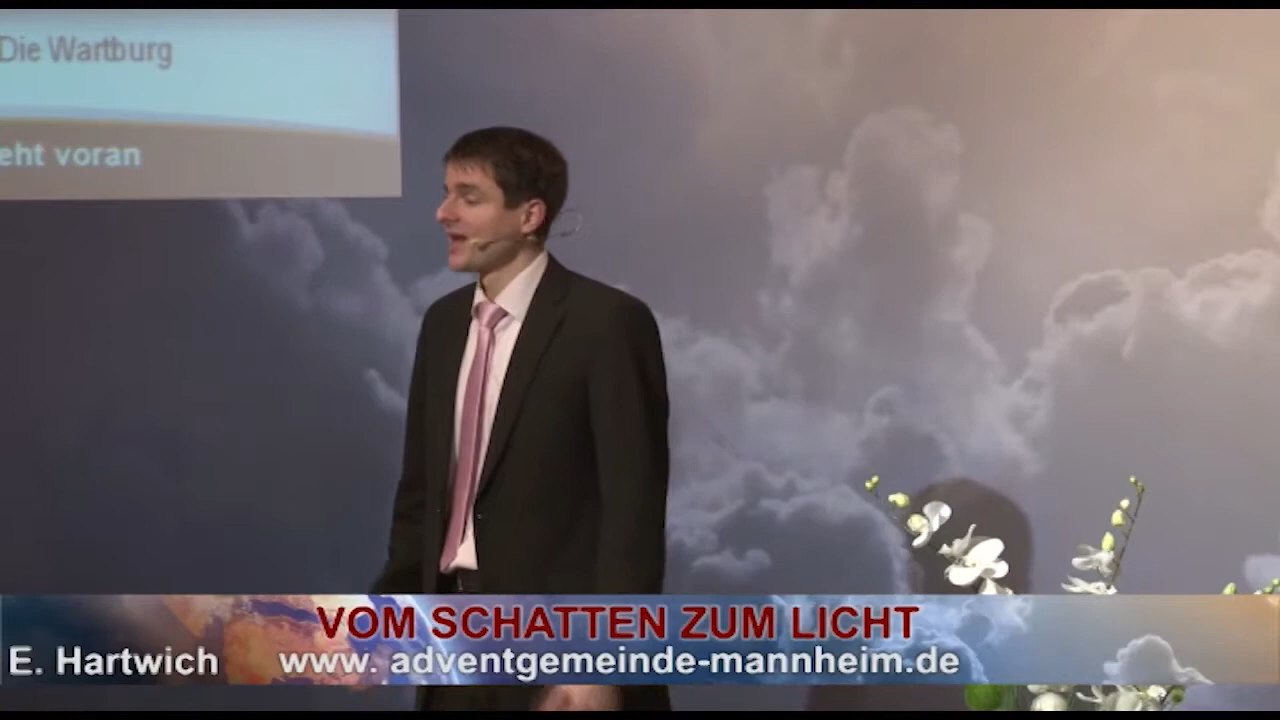 Die Wartburg
eht voran
VOM SCHATTEN ZUM LICHT
E. Hartwich
www. adventgemeinde-mannheim.de